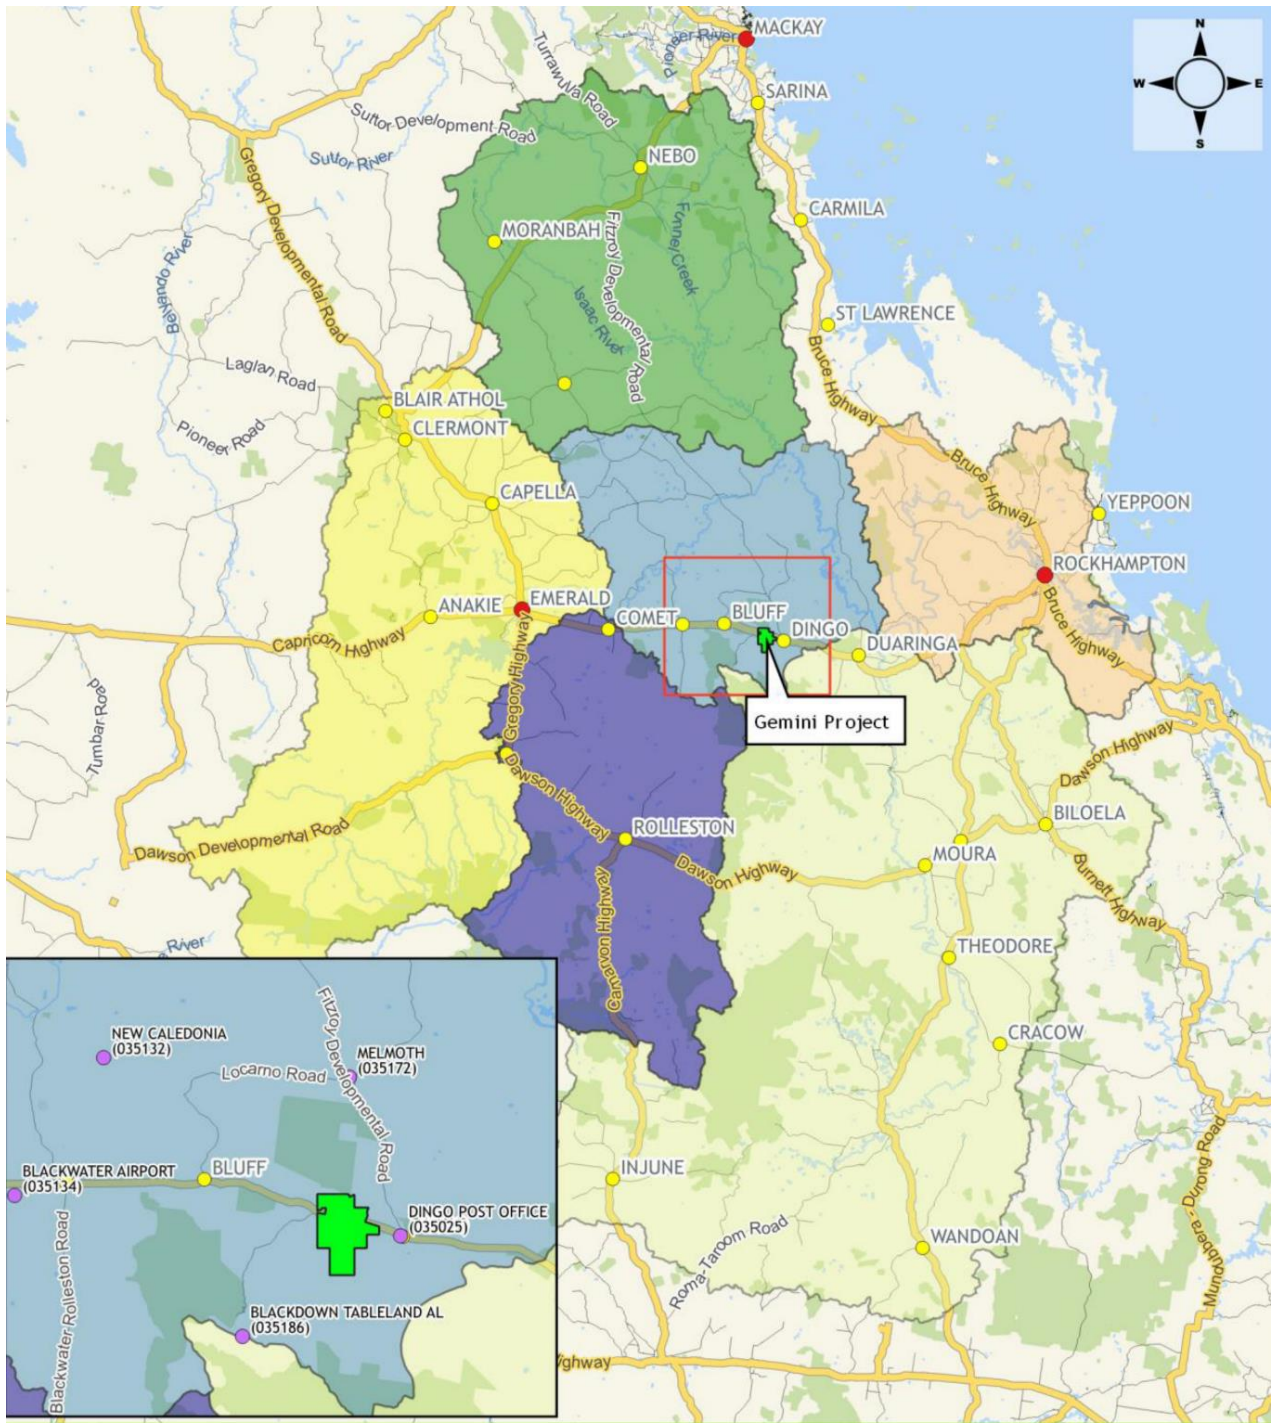 MACKAY
Pioneer River
N
W
E
S
SARINA
Turrawulla Road
Suttor Development Road
Suttor River
NEBO
Gregory Developmental Road
CARMILA
MORANBAH
Fitzroy Developmental Road
Funnel Creek
Belyando River
Isaac River
ST LAWRENCE
Bruce Highway
Laglan Road
BLAIR ATHOL
Pioneer Road
CLERMONT
Bruce Highway
CAPELLA
YEPPOON
ROCKHAMPTON
ANAKIE
EMERALD
COMET
BLUFF
DINGO
DUARINGA
Bruce Highway
Capricorn Highway
Gregory Highway
Tumbar Road
Gemini Project
Dawson Highway
Dawson Highway
Dawson Developmental Road
ROLLESTON
Dawson Highway
BILOELA
MOURA
Burnett Highway
Carnarvon Highway
River
THEODORE
CRACOW
NEW CALEDONIA
(035132)
Fitzroy Developmental Road
MELMOTH
(035172)
Locarno Road
BLACKWATER AIRPORT
(035134)
BLUFF
DINGO POST OFFICE
(035025)
Blackwater Rolleston Road
BLACKDOWN TABLELAND AL
(035186)
INJUNE
WANDOAN
Roma-Taroom Road
Mundubbera - Durong Road